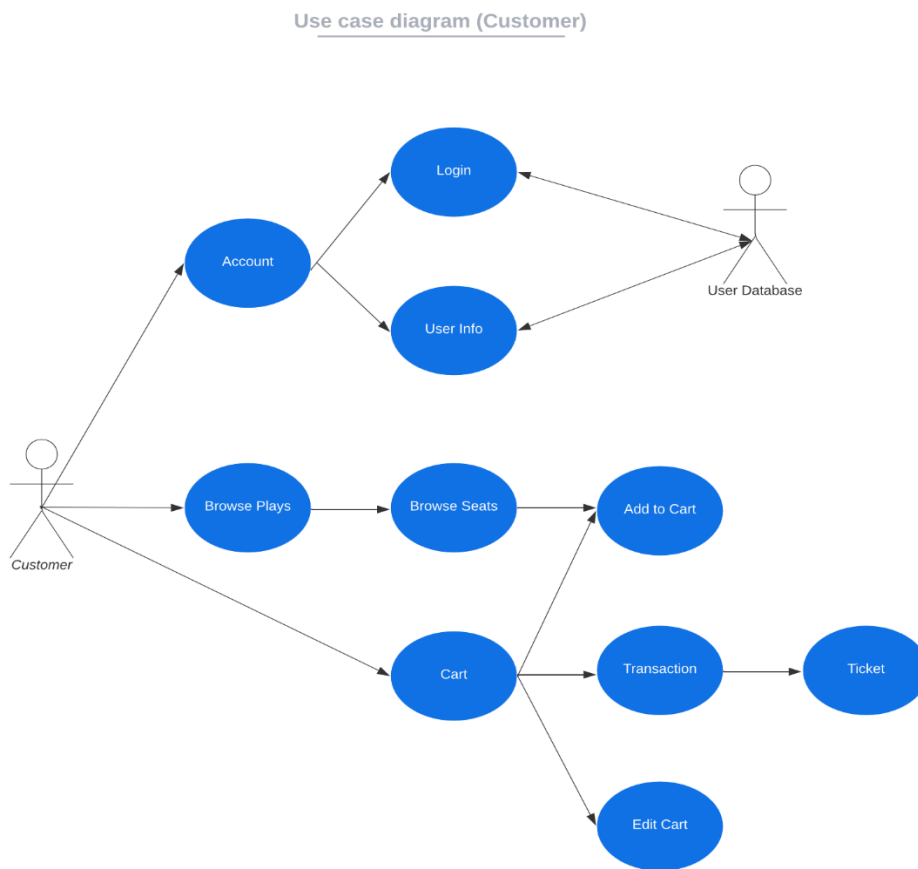 Use case diagram (Customer)
Login
Account
User Database
User Info
Browse Plays
Browse Seats
Add to Cart
Customer
Cart
Transaction
Ticket
Edit Cart